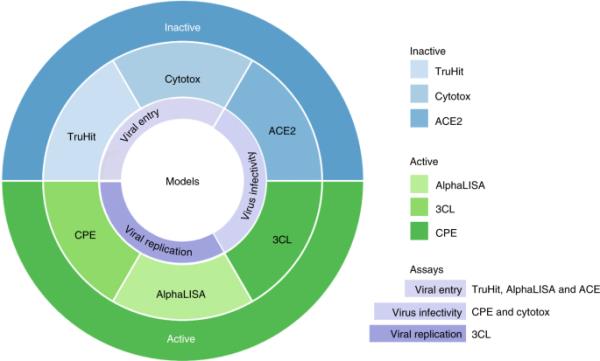 Inactive
Cytotox
TruHit
ACE2
Viral entry
Virus infectivity
Viral replication
Models
CPE
3CL
AlphaLISA
Active
Inactive
TruHit
Cytotox
ACE2
Active
AlphaLISA
3CL
CPE
Assays
Viral entry TruHit, AlphaLISA and ACE
Virus infectivity CPE and cytotox
Viral replication 3CL